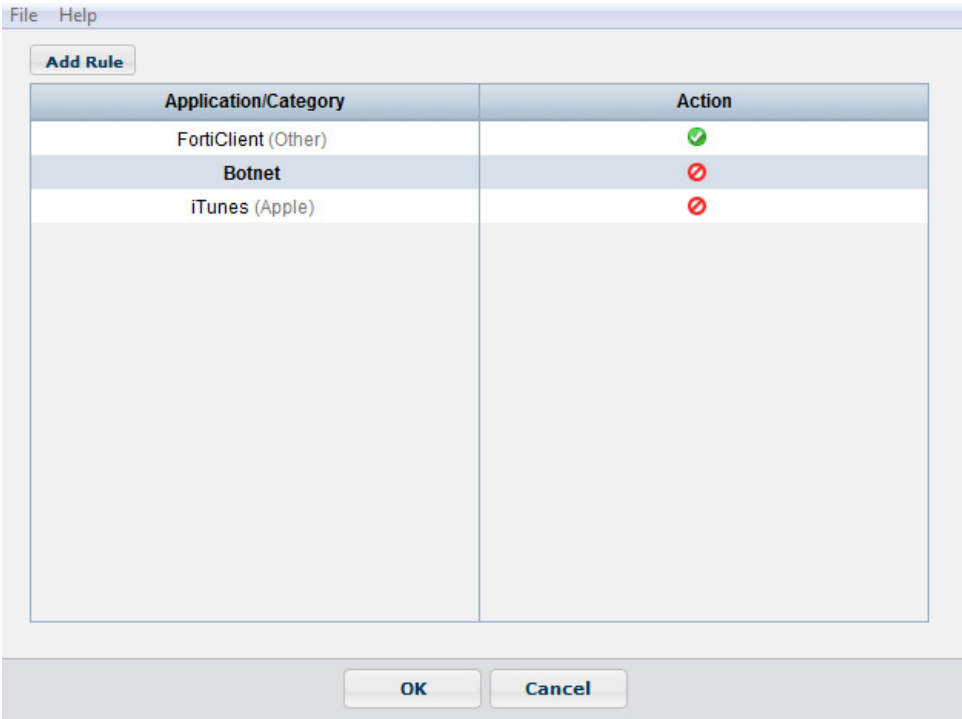 File Help
Add Rule
Application/Category Action
FortiClient (Other)
Botnet
iTunes (Apple)
OK Cancel